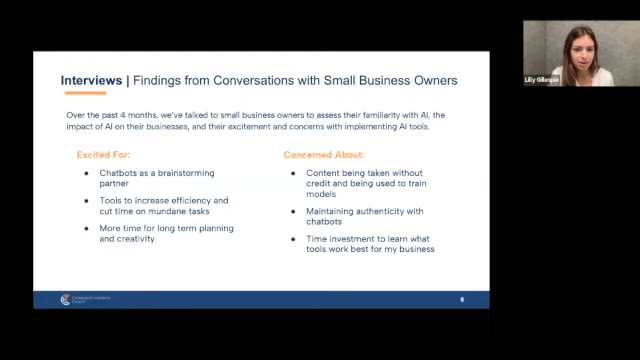 Interviews | Findings from Conversations with Small Business Owners
Over the past 4 months, we've talked to small business owners to assess their familiarity with AI, the
impact of AI on their businesses, and their excitement and concerns with implementing AI tools.
Excited For:
● Chatbots as a brainstorming
partner
● Tools to increase efficiency and
cut time on mundane tasks
● More time for long term planning
and creativity
Concerned About:
● Content being taken without
credit and being used to train
models
● Maintaining authenticity with
chatbots
● Time investment to learn what
tools work best for my business
8
Lilly Gillespie